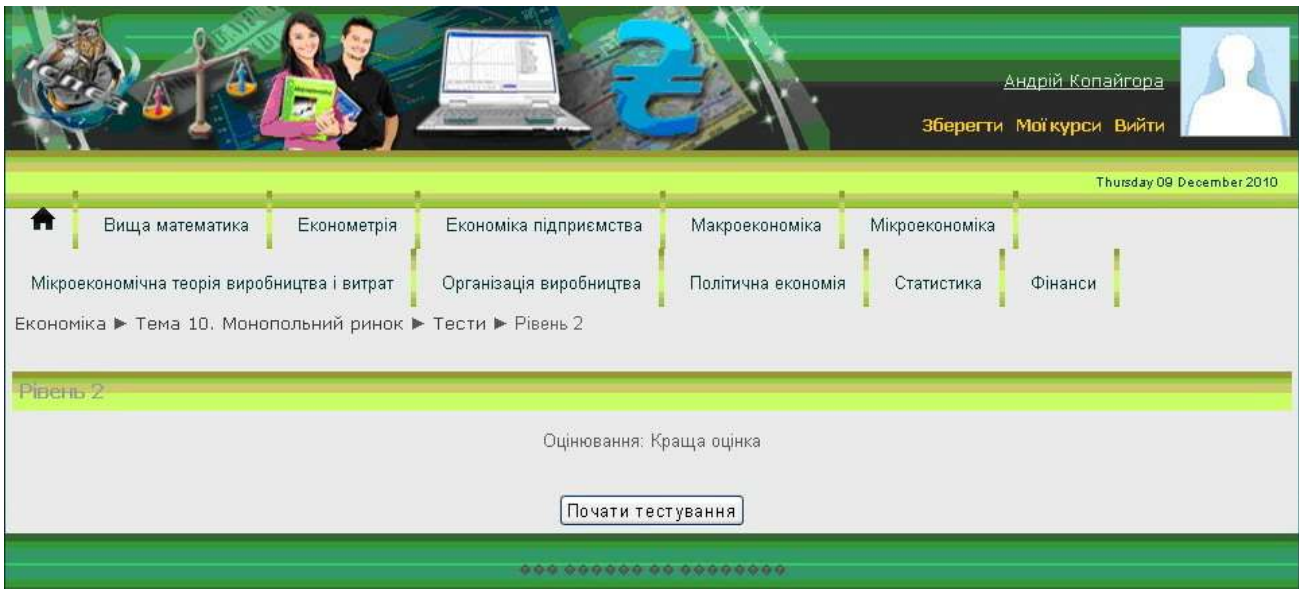 Андрій Копайгора
Зберегти Мої курси Вийти
Thursday 09 December 2010
Вища математика Економетрія Економіка підприємства Макроекономіка Мікроекономіка
Мікроекономічна теорія виробництва і витрат Організація виробництва Політична економія Статистика Фінанси
Економіка ► Тема 10. Монопольний ринок ► Тести ► Рівень 2
Рівень 2
Оцінювання: Краща оцінка
Почати тестування
��� ������ �� ��������